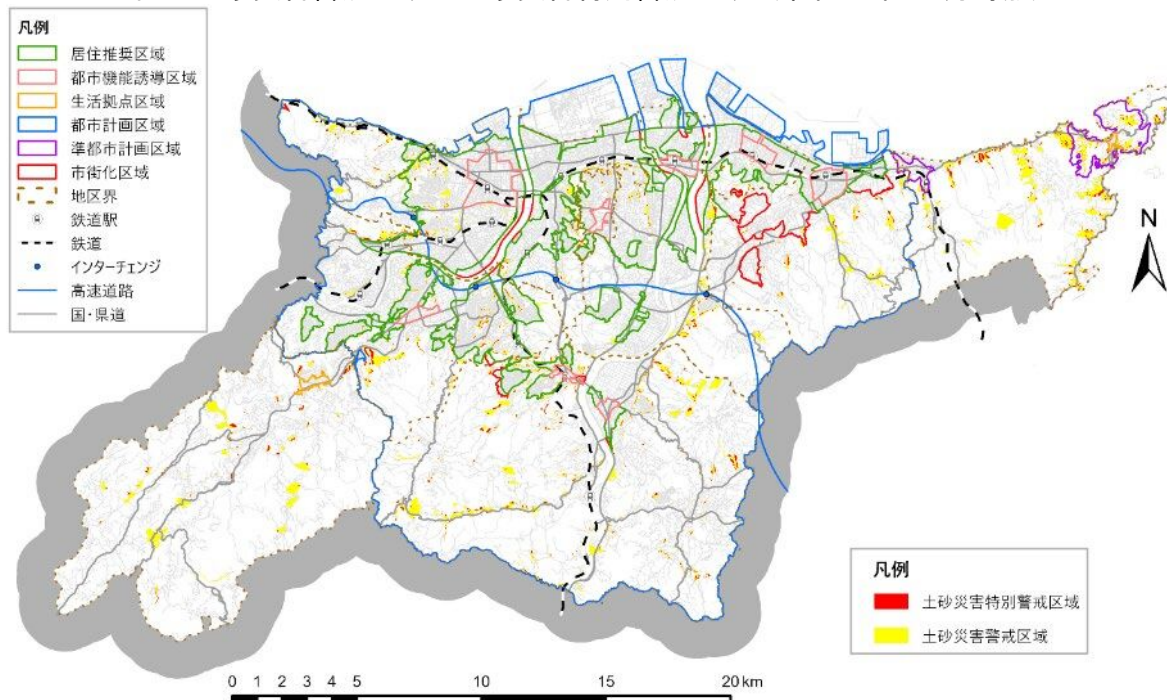 凡例
居住推奨区域
都市機能誘導区域
生活拠点区域
都市計画区域
準都市計画区域
市街化区域
地区界
鉄道駅
鉄道
インターチェンジ
高速道路
国・県道
N
凡例
土砂災害特別警戒区域
土砂災害警戒区域
0 1 2 3 4 5 10 15 20 km